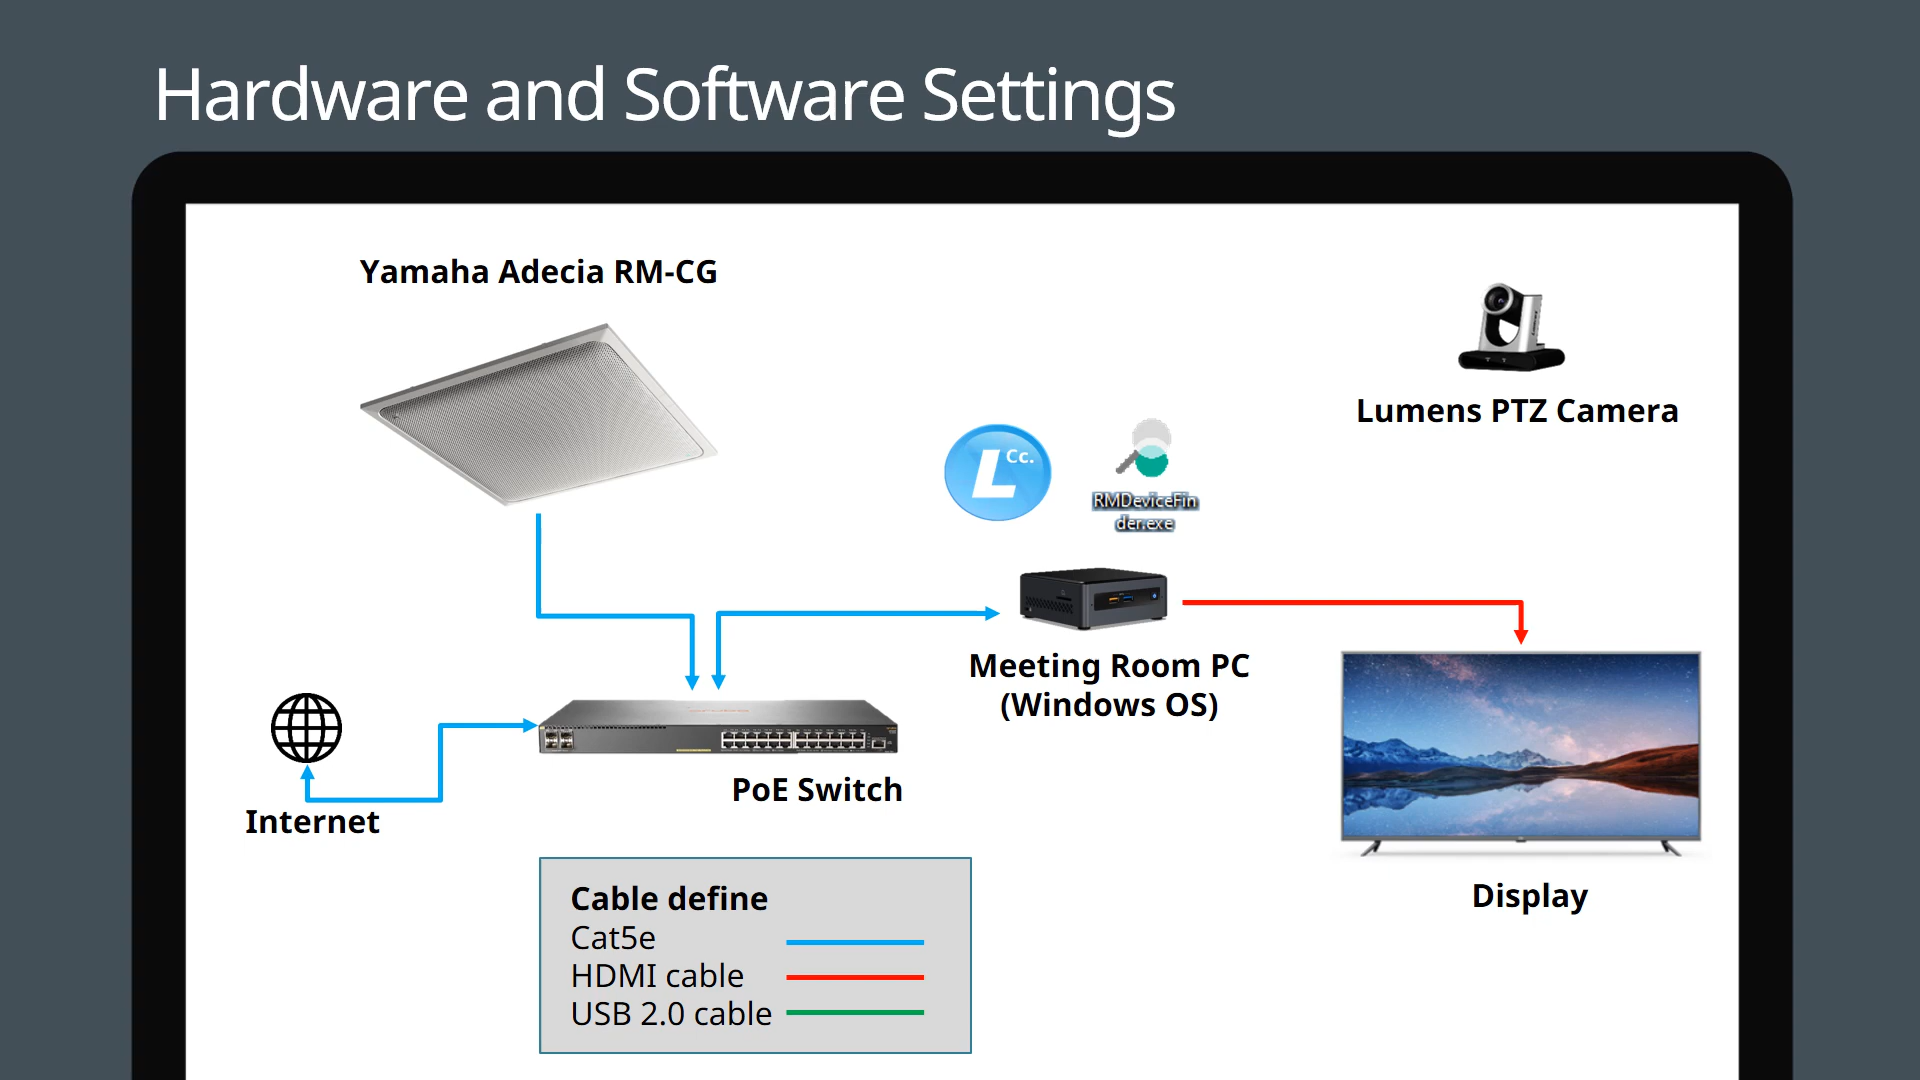 Hardware and Software Settings
Yamaha Adecia RM-CG
Lumens PTZ Camera
L Cc.
RMDeviceFin
der.exe
Meeting Room PC
(Windows OS)
PoE Switch
Internet
Display
Cable define
Cat5e
HDMI cable
USB 2.0 cable